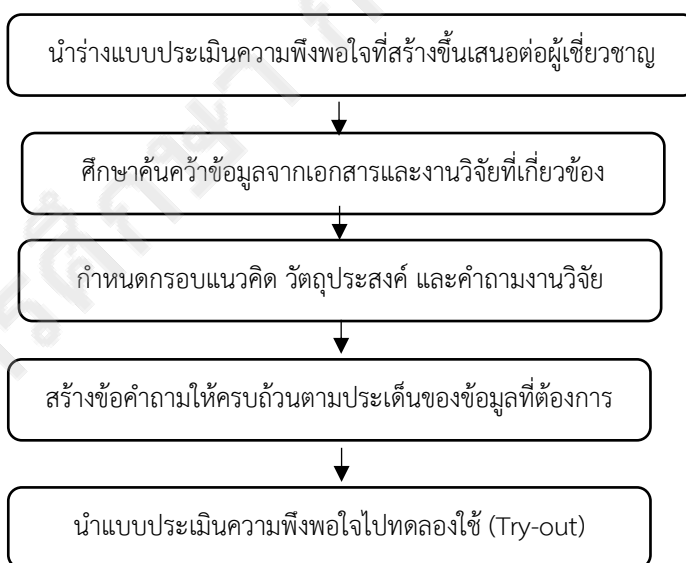 นำร่างแบบประเมินความพึงพอใจที่สร้างขึ้นเสนอต่อผู้เชี่ยวชาญ
ศึกษาค้นคว้าข้อมูลจากเอกสารและงานวิจัยที่เกี่ยวข้อง
กำหนดกรอบแนวคิด วัตถุประสงค์ และคำถามงานวิจัย
สร้างข้อคำถามให้ครบถ้วนตามประเด็นของข้อมูลที่ต้องการ
นำแบบประเมินความพึงพอใจไปทดลองใช้ (Try-out)